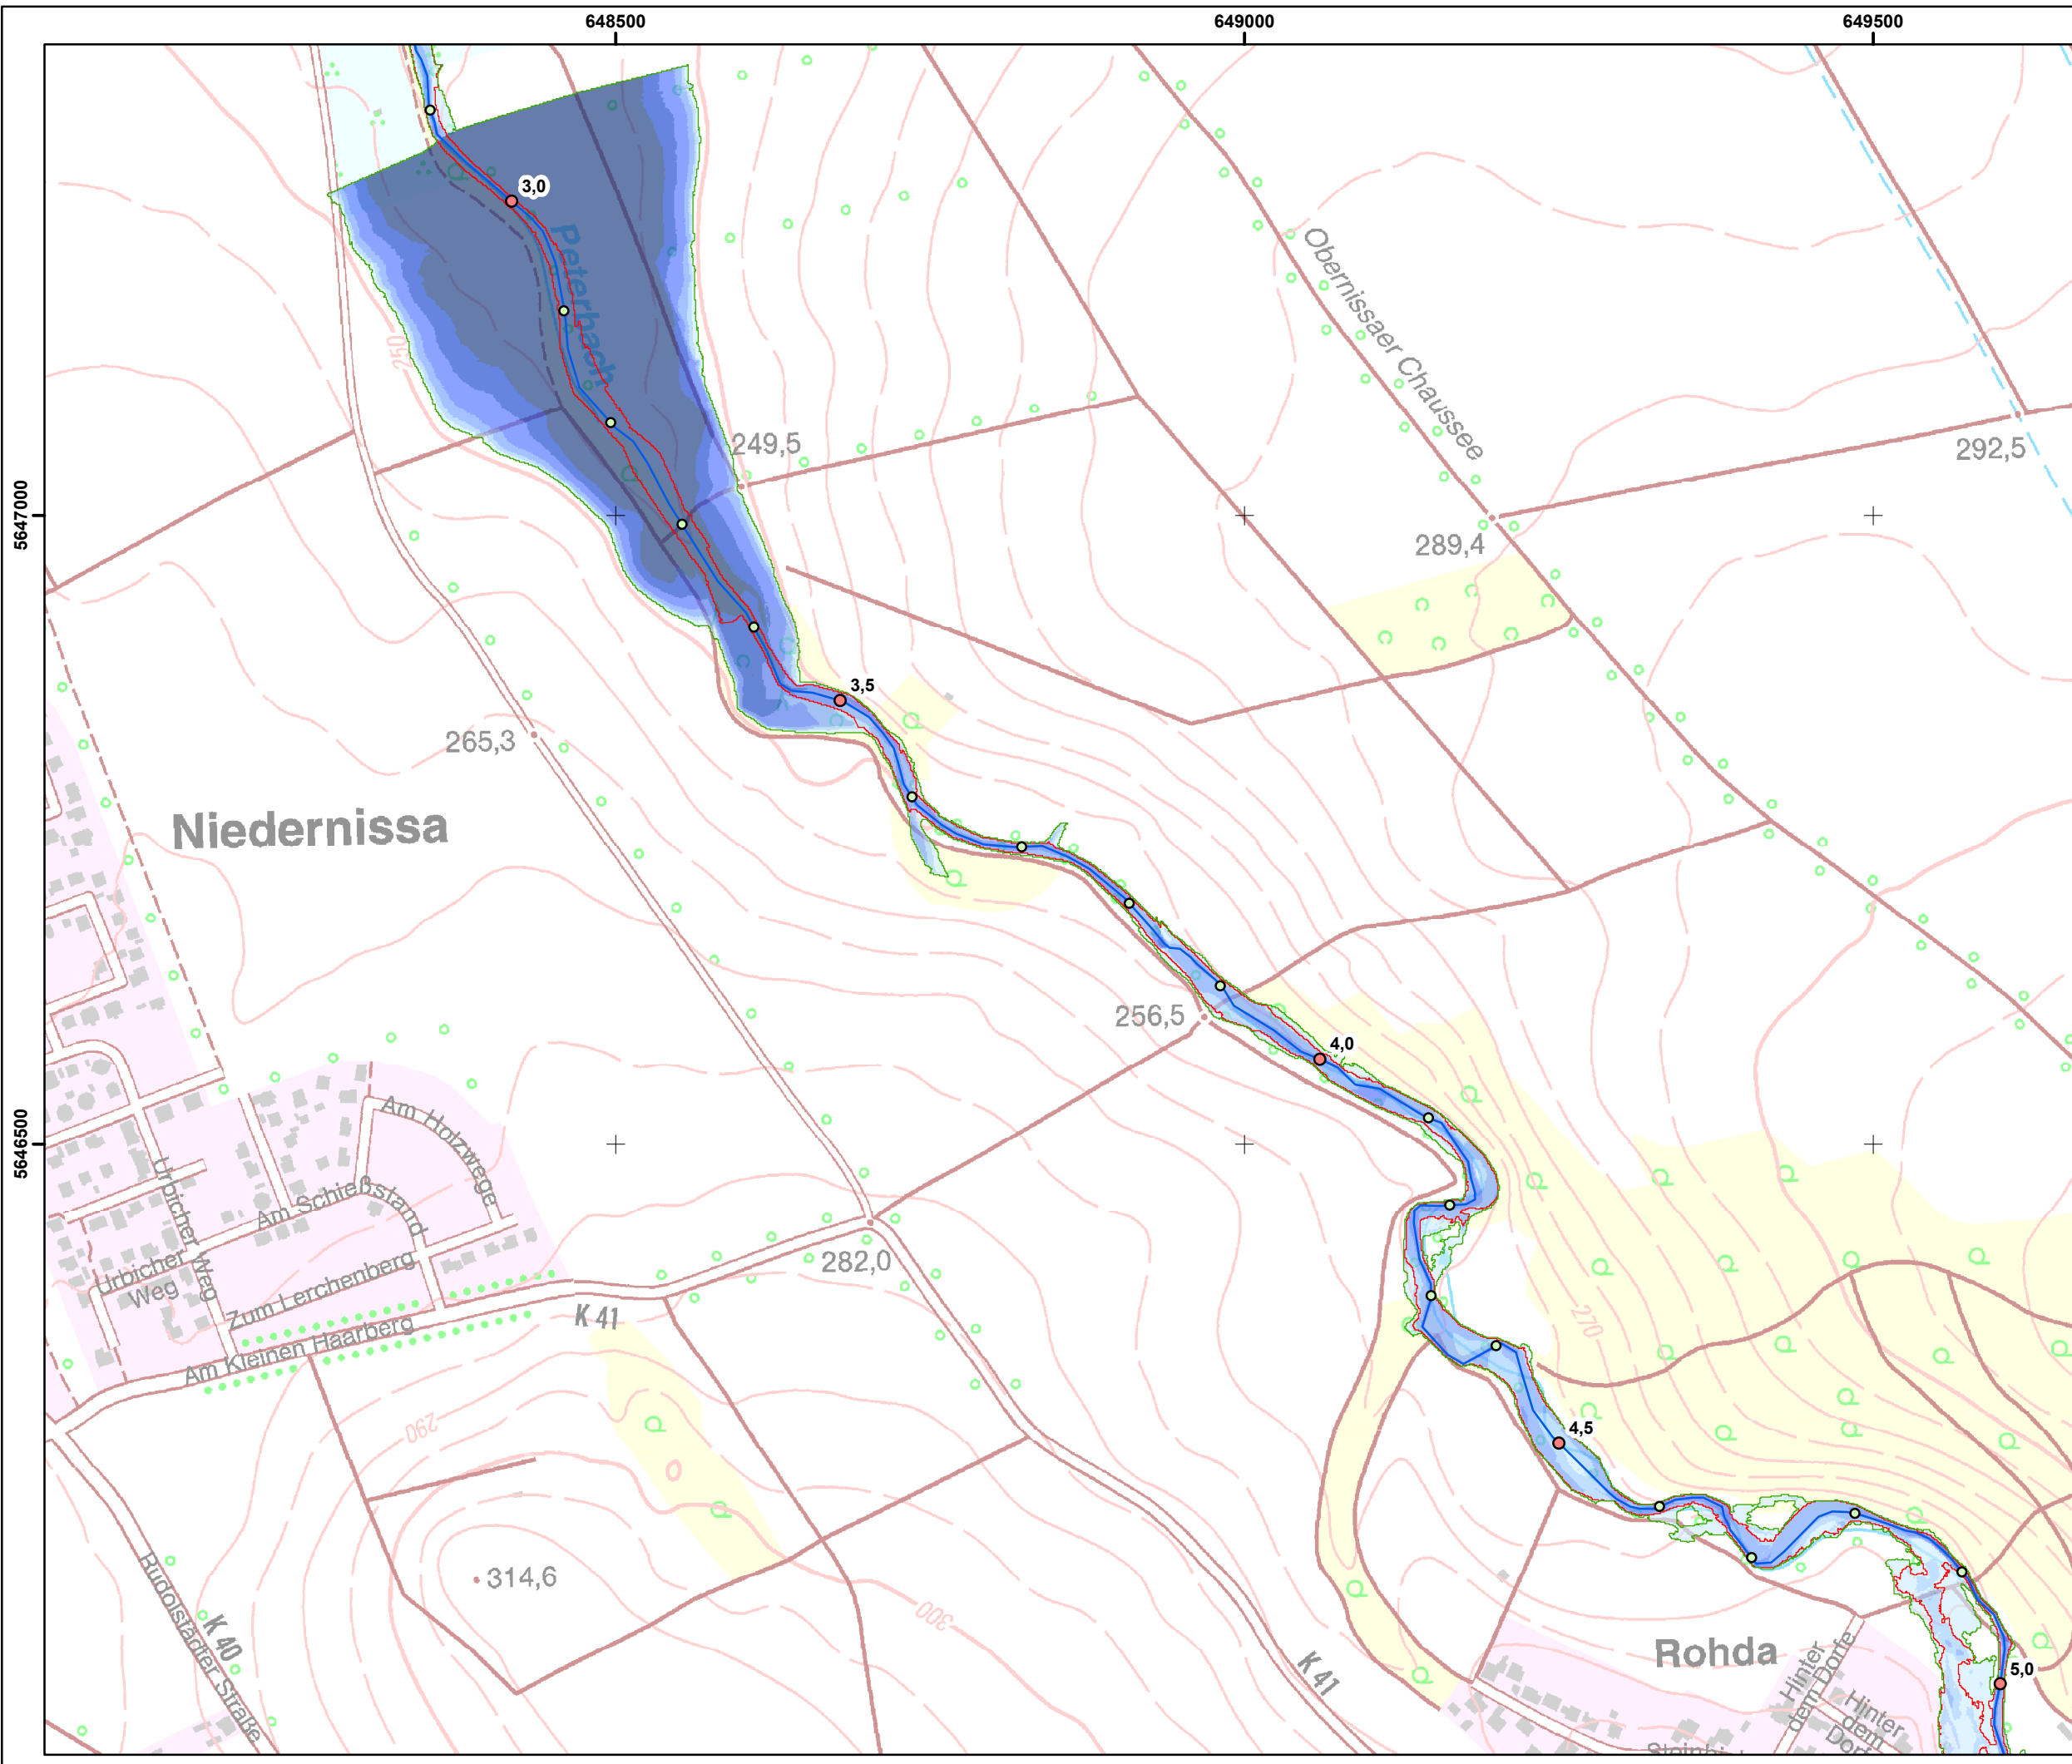 648500
649000
649500
5647000
5646500
3,0
Peterbach
250
249,5
Obernissaer Chaussee
292,5
289,4
3,5
265,3
Niedernissa
256,5
4,0
Am Holzwege
Am Schießstand
Urbicher Weg
Urbicher
Weg
Zum Lerchenberg
Am Kleinen Haarberg
K 41
282,0
270
290
4,5
314,6
300
Rudolstädter Straße
K 40
K 41
Rohda
Hinter
dem Dorfe
Hinter
dem
5,0